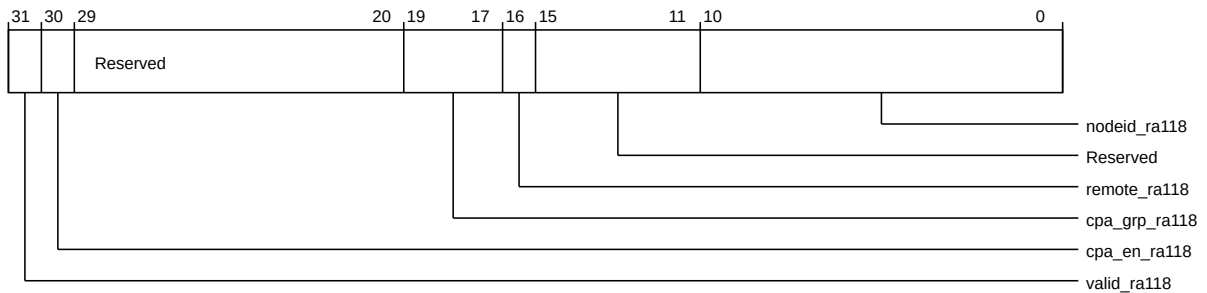 31 30 29 20 19 17 16 15 11 10 0
Reserved
nodeid_ra118
Reserved
remote_ra118
cpa_grp_ra118
cpa_en_ra118
valid_ra118